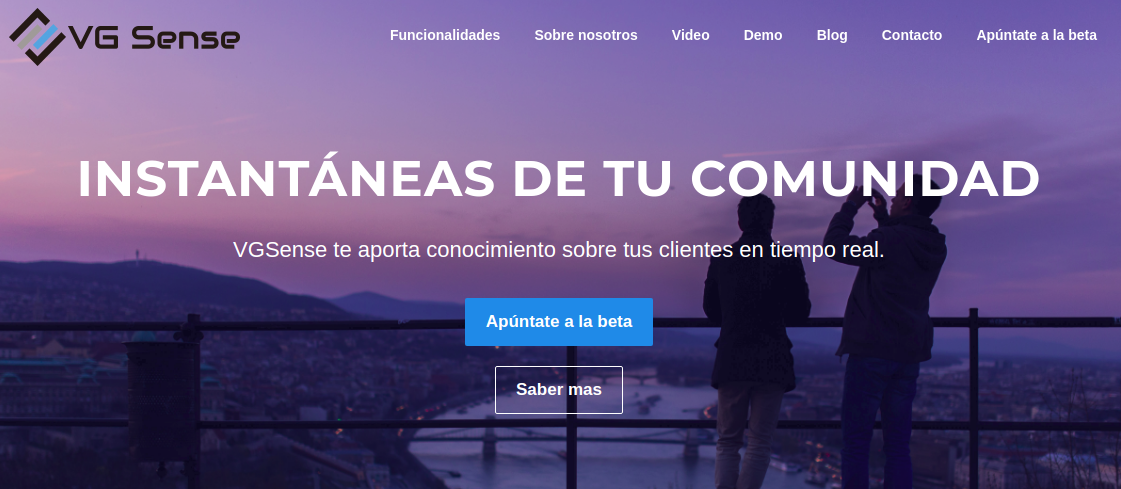 VG Sense
Funcionalidades Sobre nosotros Video Demo Blog Contacto Apúntate a la beta
INSTANTÁNEAS DE TU COMUNIDAD
VGSense te aporta conocimiento sobre tus clientes en tiempo real.
Apúntate a la beta
Saber mas